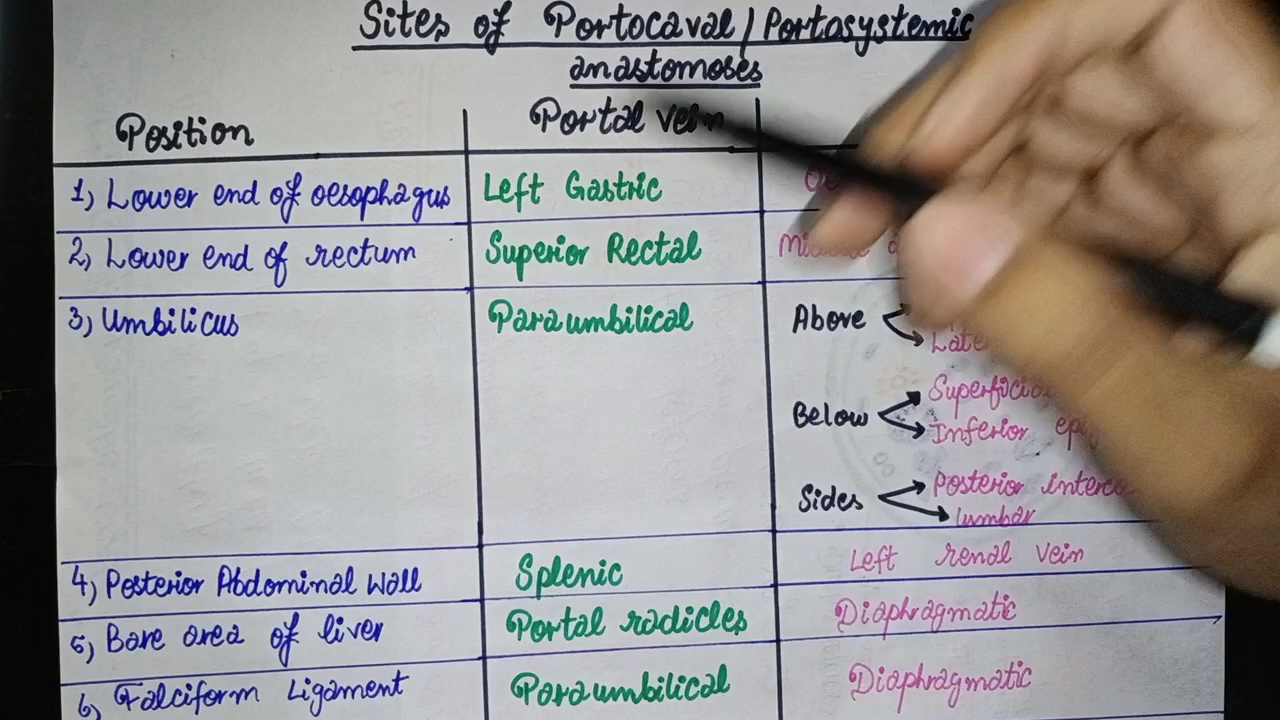 Sites of Portocaval / Portosystemic
anastomoses
Position Portal vein
1) Lower end of oesophagus Left Gastric
2) Lower end of rectum Superior Rectal
3) Umbilicus Paraumbilical Above
Below Superficial
Inferior
Sides Posterior
Lumbar
4) Posterior Abdominal Wall Splenic Left renal vein
5) Bare area of liver Portal radicles Diaphragmatic
6) Falciform Ligament Paraumbilical Diaphragmatic